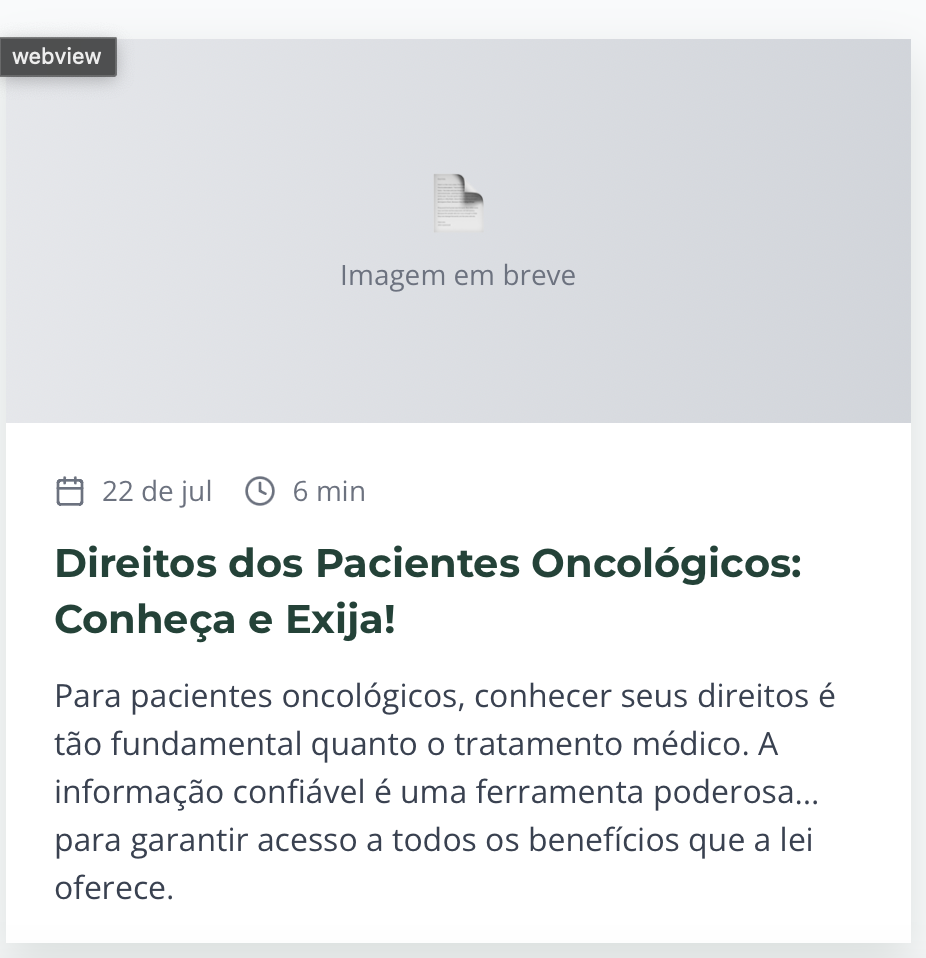 webview
Imagem em breve
22 de jul 6 min
Direitos dos Pacientes Oncológicos:
Conheça e Exija!
Para pacientes oncológicos, conhecer seus direitos é
tão fundamental quanto o tratamento médico. A
informação confiável é uma ferramenta poderosa...
para garantir acesso a todos os benefícios que a lei
oferece.